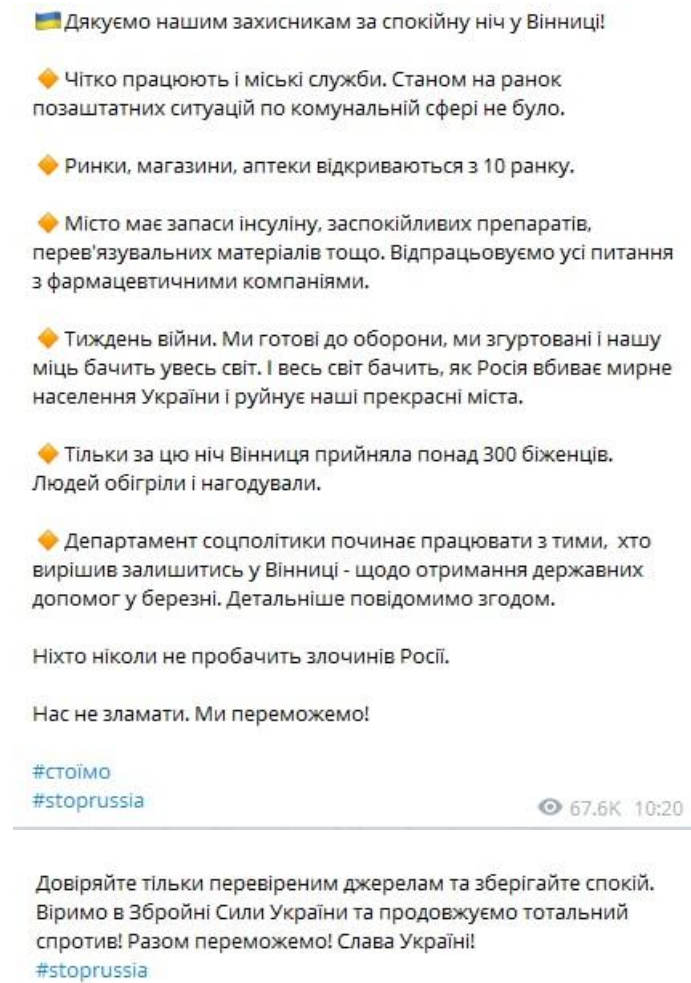 🇺🇦Дякуємо нашим захисникам за спокійну ніч у Вінниці!
🔶Чітко працюють і міські служби. Станом на ранок
позаштатних ситуацій по комунальній сфері не було.
🔶Ринки, магазини, аптеки відкриваються з 10 ранку.
🔶Місто має запаси інсуліну, заспокійливих препаратів,
перев'язувальних матеріалів тощо. Відпрацьовуємо усі питання
з фармацевтичними компаніями.
🔶Тиждень війни. Ми готові до оборони, ми згуртовані і нашу
міць бачить увесь світ. І весь світ бачить, як Росія вбиває мирне
населення України і руйнує наші прекрасні міста.
🔶Тільки за цю ніч Вінниця прийняла понад 300 біженців.
Людей обігріли і нагодували.
🔶Департамент соцполітики починає працювати з тими,  хто
вирішив залишитись у Вінниці - щодо отримання державних
допомог у березні. Детальніше повідомимо згодом.
Ніхто ніколи не пробачить злочинів Росії.
Нас не зламати. Ми переможемо!
#стоїмо
#stoprussia
67.6K 10:20
Довіряйте тільки перевіреним джерелам та зберігайте спокій.
Віримо в Збройні Сили України та продовжуємо тотальний
спротив! Разом переможемо! Слава Україні!
#stoprussia